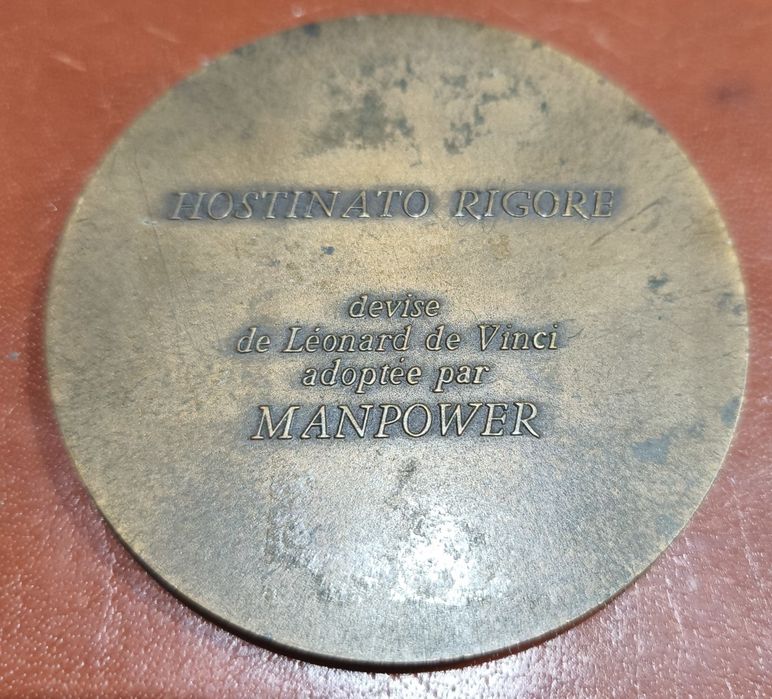 HOSTINATO RIGORE
devise
de Léonard de Vinci
adoptée par
MANPOWER